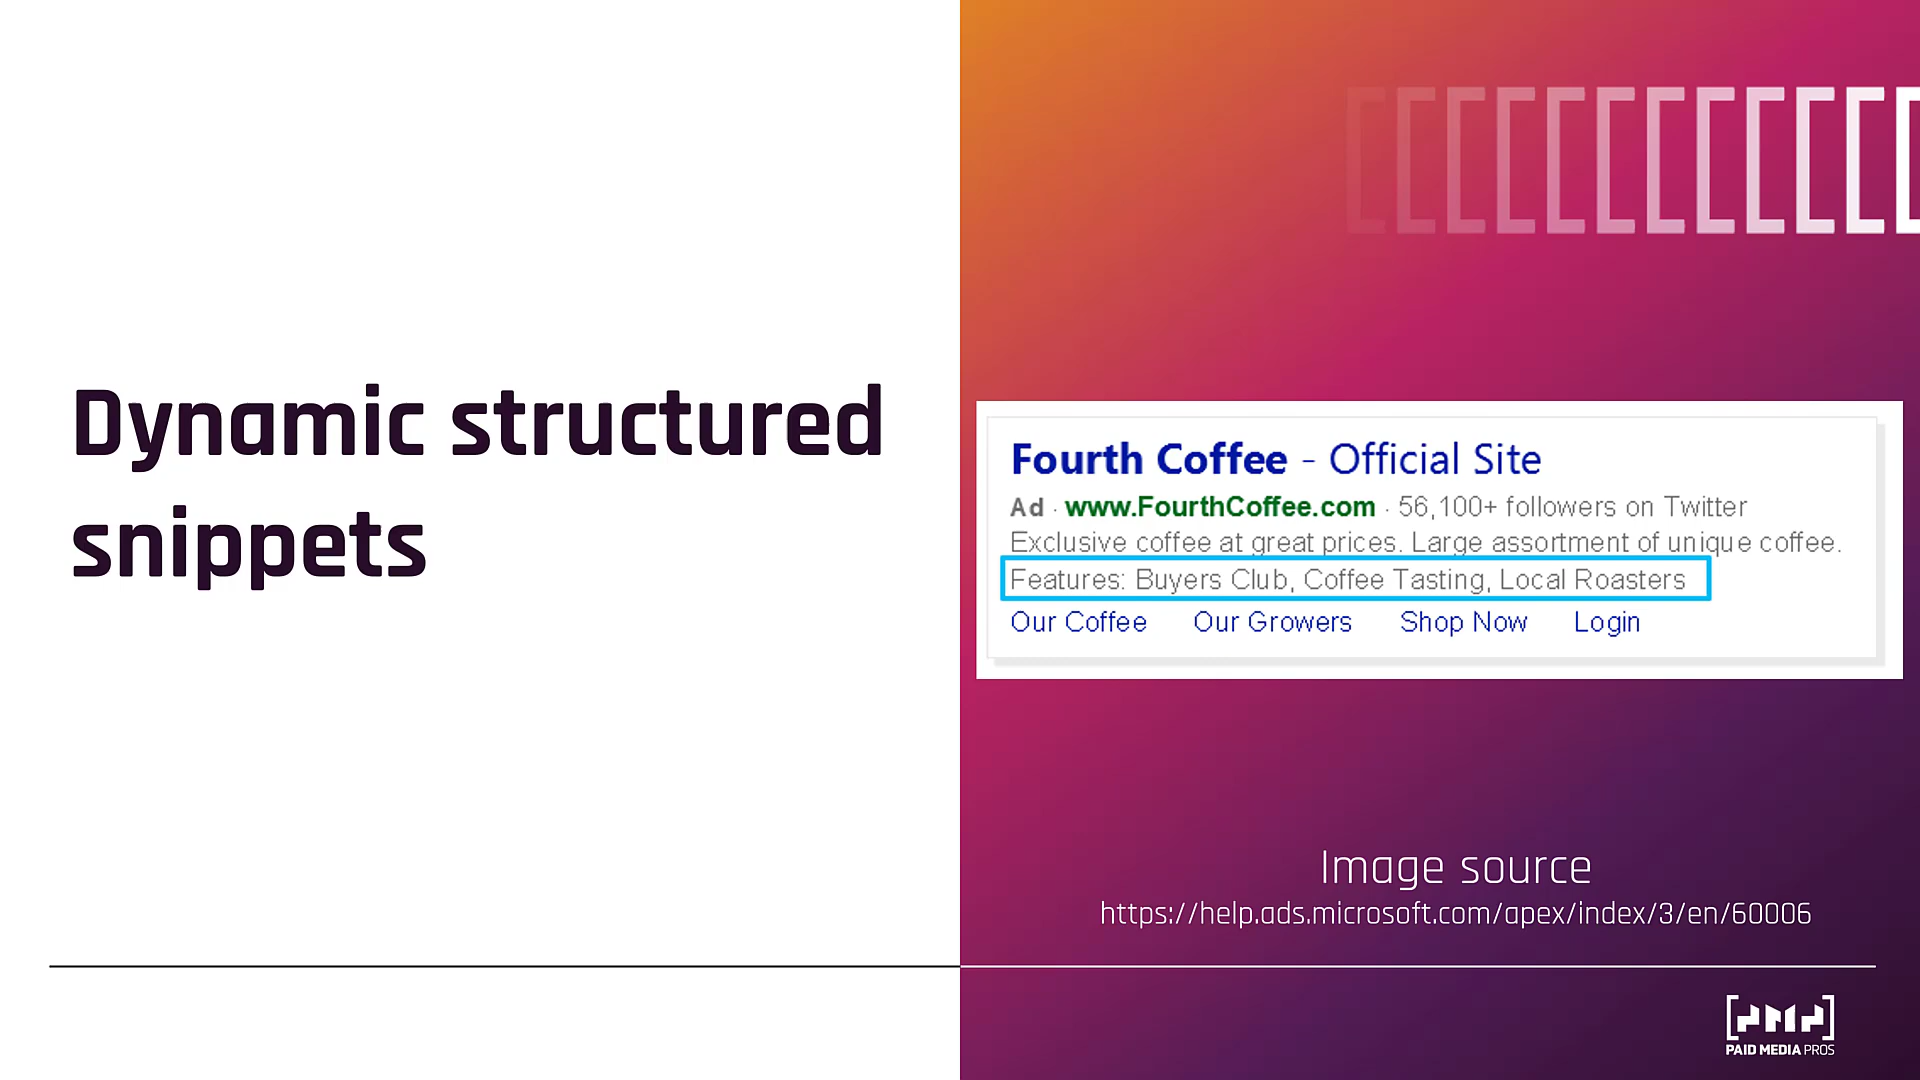 Dynamic structured
snippets
Fourth Coffee - Official Site
Ad · www.FourthCoffee.com · 56,100+ followers on Twitter
Exclusive coffee at great prices. Large assortment of unique coffee.
Features: Buyers Club, Coffee Tasting, Local Roasters
Our Coffee Our Growers Shop Now Login
Image source
https://help.ads.microsoft.com/apex/index/3/en/60006
[PMP]
PAID MEDIA PROS